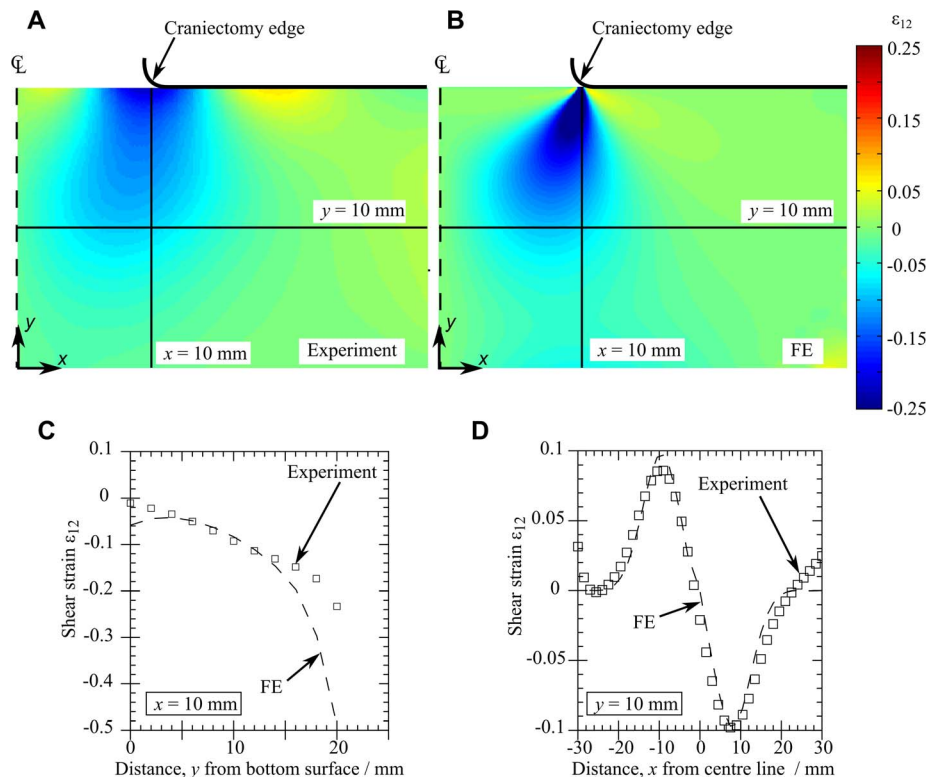 A
Craniectomy edge
℄
y = 10 mm
y
x
x = 10 mm
Experiment
B
Craniectomy edge
℄
y = 10 mm
y
x
x = 10 mm
FE
ε12
0.25
0.15
0.05
0
-0.05
-0.15
-0.25
C
0.1
0
-0.1
-0.2
-0.3
-0.4
-0.5
Shear strain ε12
Experiment
FE
x = 10 mm
0
10
20
Distance, y from bottom surface / mm
D
0.1
0.05
0
-0.05
-0.1
Shear strain ε12
Experiment
FE
y = 10 mm
-30
-20
-10
0
10
20
30
Distance, x from centre line / mm